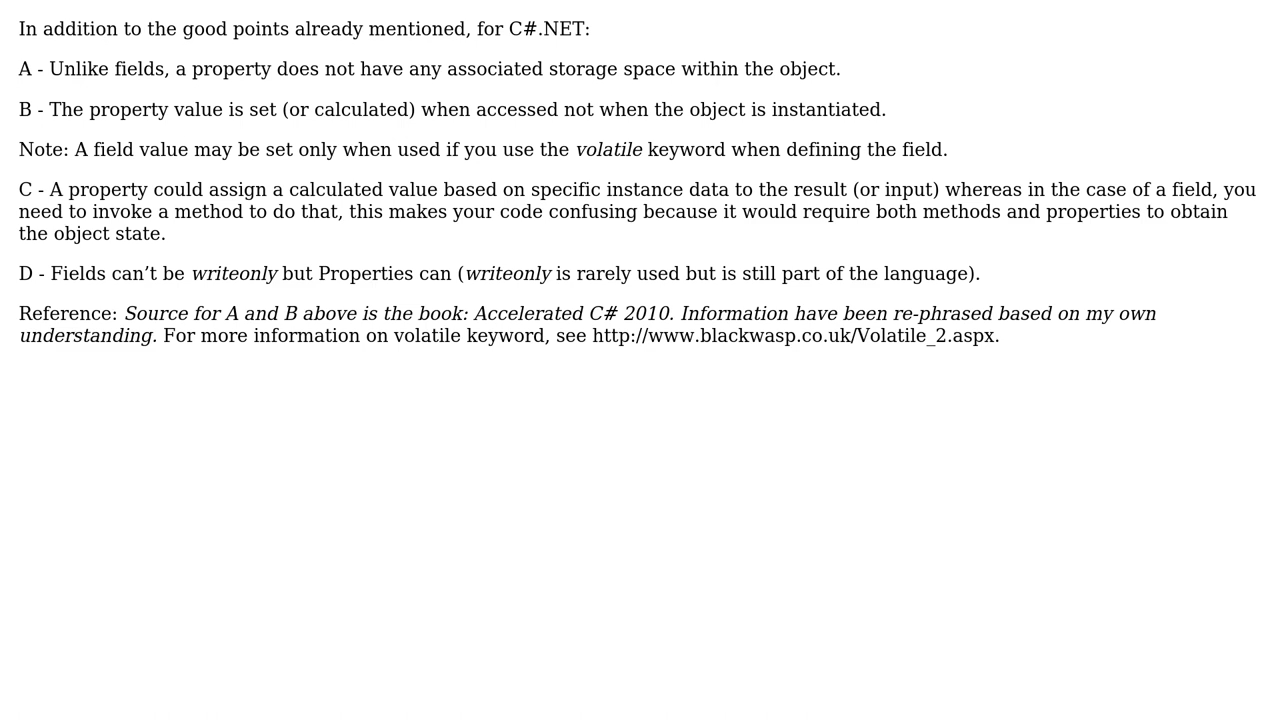 In addition to the good points already mentioned, for C#.NET:
A - Unlike fields, a property does not have any associated storage space within the object.
B - The property value is set (or calculated) when accessed not when the object is instantiated.
Note: A field value may be set only when used if you use the volatile keyword when defining the field.
C - A property could assign a calculated value based on specific instance data to the result (or input) whereas in the case of a field, you
need to invoke a method to do that, this makes your code confusing because it would require both methods and properties to obtain
the object state.
D - Fields can’t be writeonly but Properties can (writeonly is rarely used but is still part of the language).
Reference: Source for A and B above is the book: Accelerated C# 2010. Information have been re-phrased based on my own
understanding. For more information on volatile keyword, see http://www.blackwasp.co.uk/Volatile_2.aspx.